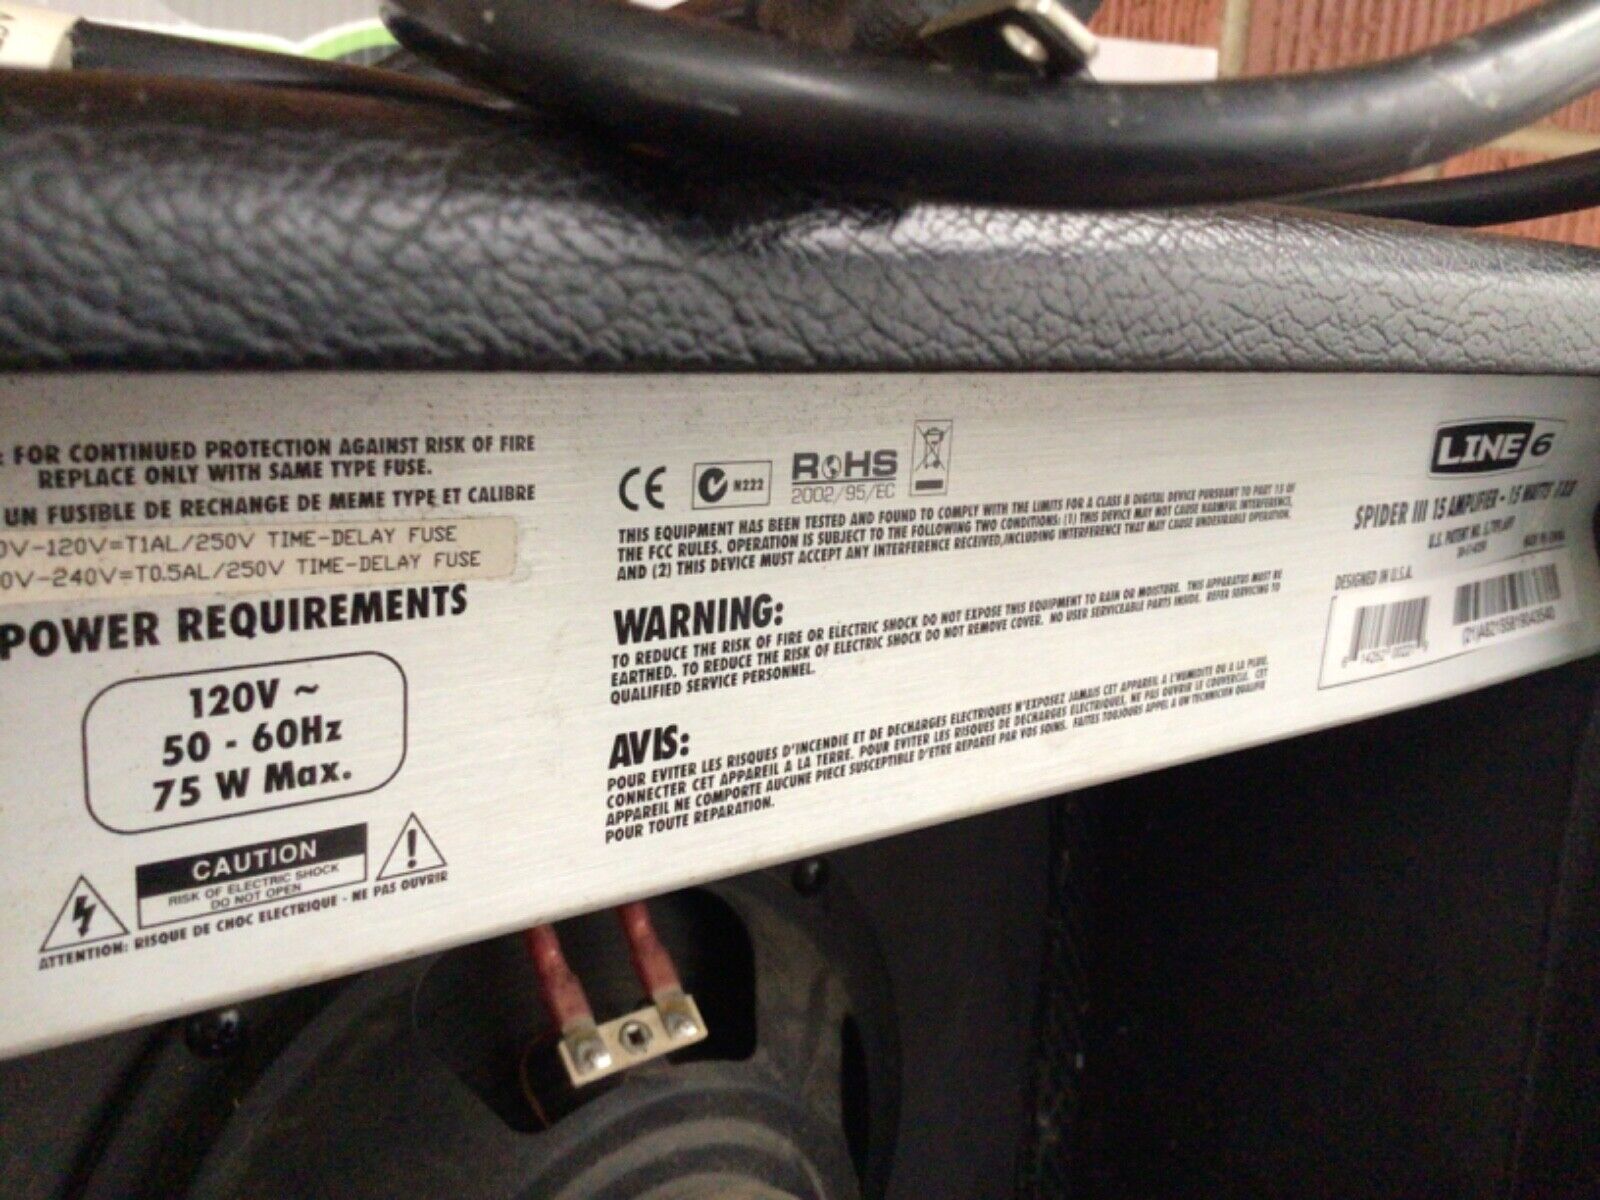 : FOR CONTINUED PROTECTION AGAINST RISK OF FIRE
REPLACE ONLY WITH SAME TYPE FUSE.
UN FUSIBLE DE RECHANGE DE MEME TYPE ET CALIBRE
0V-120V=T1AL/250V TIME-DELAY FUSE
0V-240V=T0.5AL/250V TIME-DELAY FUSE
POWER REQUIREMENTS
120V ~
50 - 60Hz
75 W Max.
CAUTION
RISK OF ELECTRIC SHOCK
DO NOT OPEN
ATTENTION: RISQUE DE CHOC ELECTRIQUE - NE PAS OUVRIR
CE
N222
ROHS
2002/95/EC
THIS EQUIPMENT HAS BEEN TESTED AND FOUND TO COMPLY WITH THE LIMITS FOR A CLASS B DIGITAL DEVICE PURSUANT TO PART 15 OF
THE FCC RULES. OPERATION IS SUBJECT TO THE FOLLOWING TWO CONDITIONS: (1) THIS DEVICE MAY NOT CAUSE HARMFUL INTERFERENCE,
AND (2) THIS DEVICE MUST ACCEPT ANY INTERFERENCE RECEIVED,INCLUDING INTERFERENCE THAT MAY CAUSE UNDESIRABLE OPERATION.
WARNING:
TO REDUCE THE RISK OF FIRE OR ELECTRIC SHOCK DO NOT EXPOSE THIS EQUIPMENT TO RAIN OR MOISTURE. THIS APPARATUS MUST BE
EARTHED. TO REDUCE THE RISK OF ELECTRIC SHOCK DO NOT REMOVE COVER. NO USER SERVICEABLE PARTS INSIDE. REFER SERVICING TO
QUALIFIED SERVICE PERSONNEL.
AVIS:
POUR EVITER LES RISQUES D'INCENDIE ET DE DECHARGES ELECTRIQUES N'EXPOSEZ JAMAIS CET APPAREIL A L'HUMIDITE OU A LA PLUIE.
CONNECTER CET APPAREIL A LA TERRE. POUR EVITER LES RISQUES DE DECHARGES ELECTRIQUES, NE PAS OUVRIR LE COUVERCLE. CET
APPAREIL NE COMPORTE AUCUNE PIECE SUSCEPTIBLE D'ETRE REPAREE PAR VOS SOINS. FAITES TOUJOURS APPEL A UN TECHNICIEN QUALIFIE
POUR TOUTE REPARATION.
LINE 6
SPIDER III 15 AMPLIFIER - 15 WATTS
U.S. PATENT NO.
MADE IN CHINA
DESIGNED IN U.S.A.